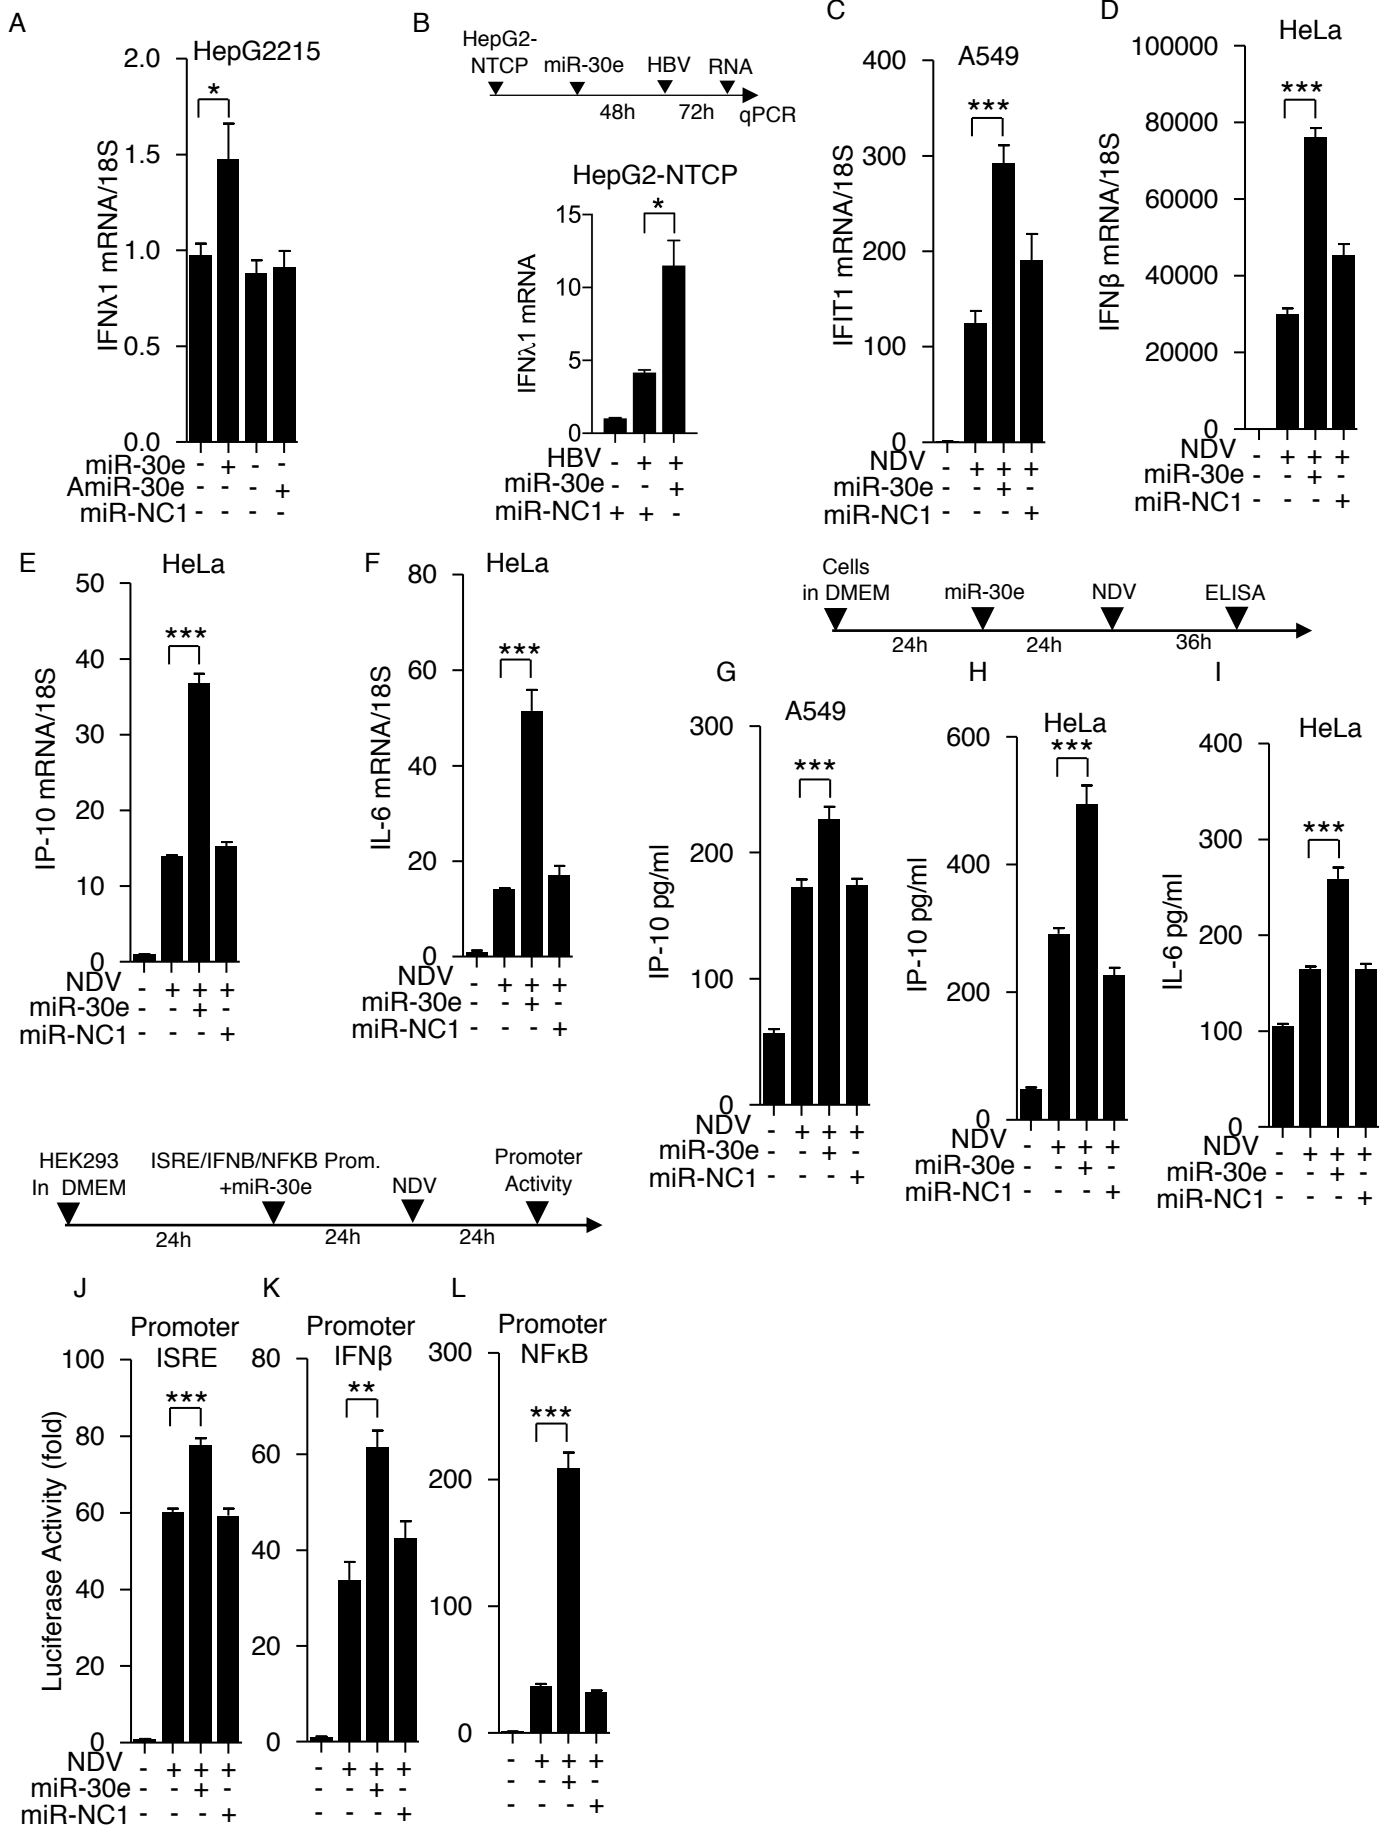 A
HepG2215
IFNλ1 mRNA/18S
2.0
1.5
1.0
0.5
0.0
*
miR-30e - + - -
AmiR-30e - - - +
miR-NC1 - - - -
B
HepG2-
NTCP
miR-30e
HBV
RNA
48h
72h
qPCR
HepG2-NTCP
IFNλ1 mRNA
15
10
5
0
*
HBV - + +
miR-30e - - +
miR-NC1 + + -
C
A549
IFIT1 mRNA/18S
400
300
200
100
0
***
NDV - + + +
miR-30e - - + -
miR-NC1 - - - +
D
HeLa
IFNβ mRNA/18S
100000
80000
60000
40000
20000
0
***
NDV - + + +
miR-30e - - + -
miR-NC1 - - - +
E
HeLa
IP-10 mRNA/18S
50
40
30
20
10
0
***
NDV - + + +
miR-30e - - + -
miR-NC1 - - - +
F
HeLa
IL-6 mRNA/18S
80
60
40
20
0
***
NDV - + + +
miR-30e - - + -
miR-NC1 - - - +
Cells
in DMEM
miR-30e
NDV
ELISA
24h
24h
36h
G
A549
IP-10 pg/ml
300
200
100
0
***
NDV - + + +
miR-30e - - + -
miR-NC1 - - - +
H
HeLa
IP-10 pg/ml
600
400
200
0
***
NDV - + + +
miR-30e - - + -
miR-NC1 - - - +
I
HeLa
IL-6 pg/ml
400
300
200
100
0
***
NDV - + + +
miR-30e - - + -
miR-NC1 - - - +
HEK293
In DMEM
ISRE/IFNB/NFKB Prom.
+miR-30e
NDV
Promoter
Activity
24h
24h
24h
J
Promoter
ISRE
Luciferase Activity (fold)
100
80
60
40
20
0
***
NDV - + + +
miR-30e - - + -
miR-NC1 - - - +
K
Promoter
IFNβ
80
60
40
20
0
**
- + + +
- - + -
- - - +
L
Promoter
NFκB
300
200
100
0
***
- + + +
- - + -
- - - +